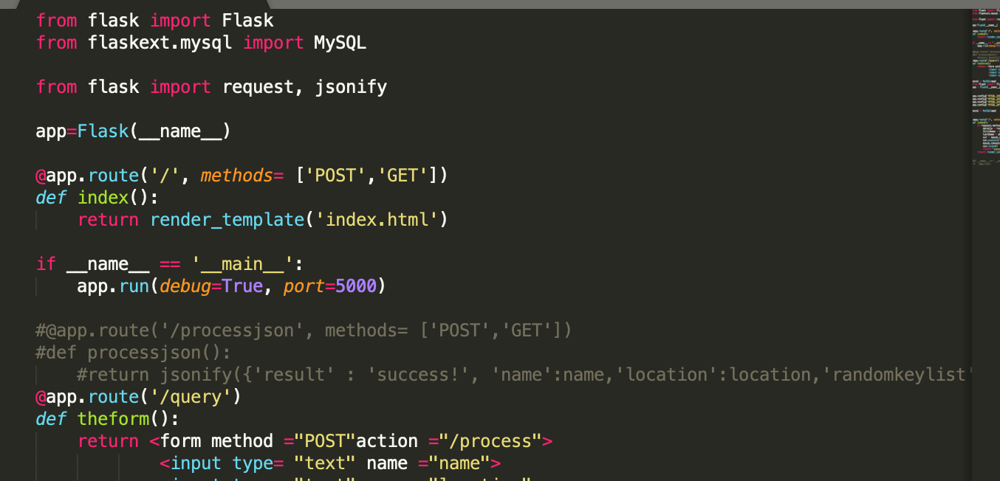 from flask import Flask
from flaskext.mysql import MySQL
from flask import request, jsonify
app=Flask(__name__)
@app.route('/', methods= ['POST','GET'])
def index():
    return render_template('index.html')
if __name__ == '__main__':
    app.run(debug=True, port=5000)
#@app.route('/processjson', methods= ['POST','GET'])
#def processjson():
    #return jsonify({'result' : 'success!', 'name':name,'location':location,'randomkeylist'
@app.route('/query')
def theform():
    return <form method ="POST"action ="/process">
            <input type= "text" name ="name">